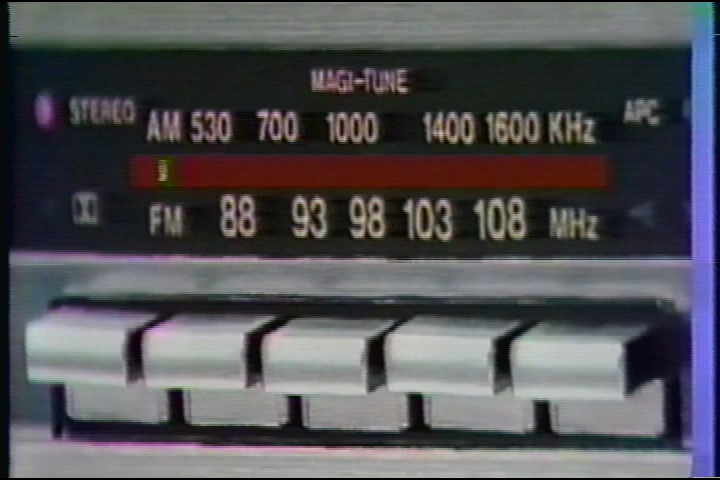 MAGI-TUNE
STEREO
APC
AM 530 700 1000 1400 1600 KHz
FM 88 93 98 103 108 MHz